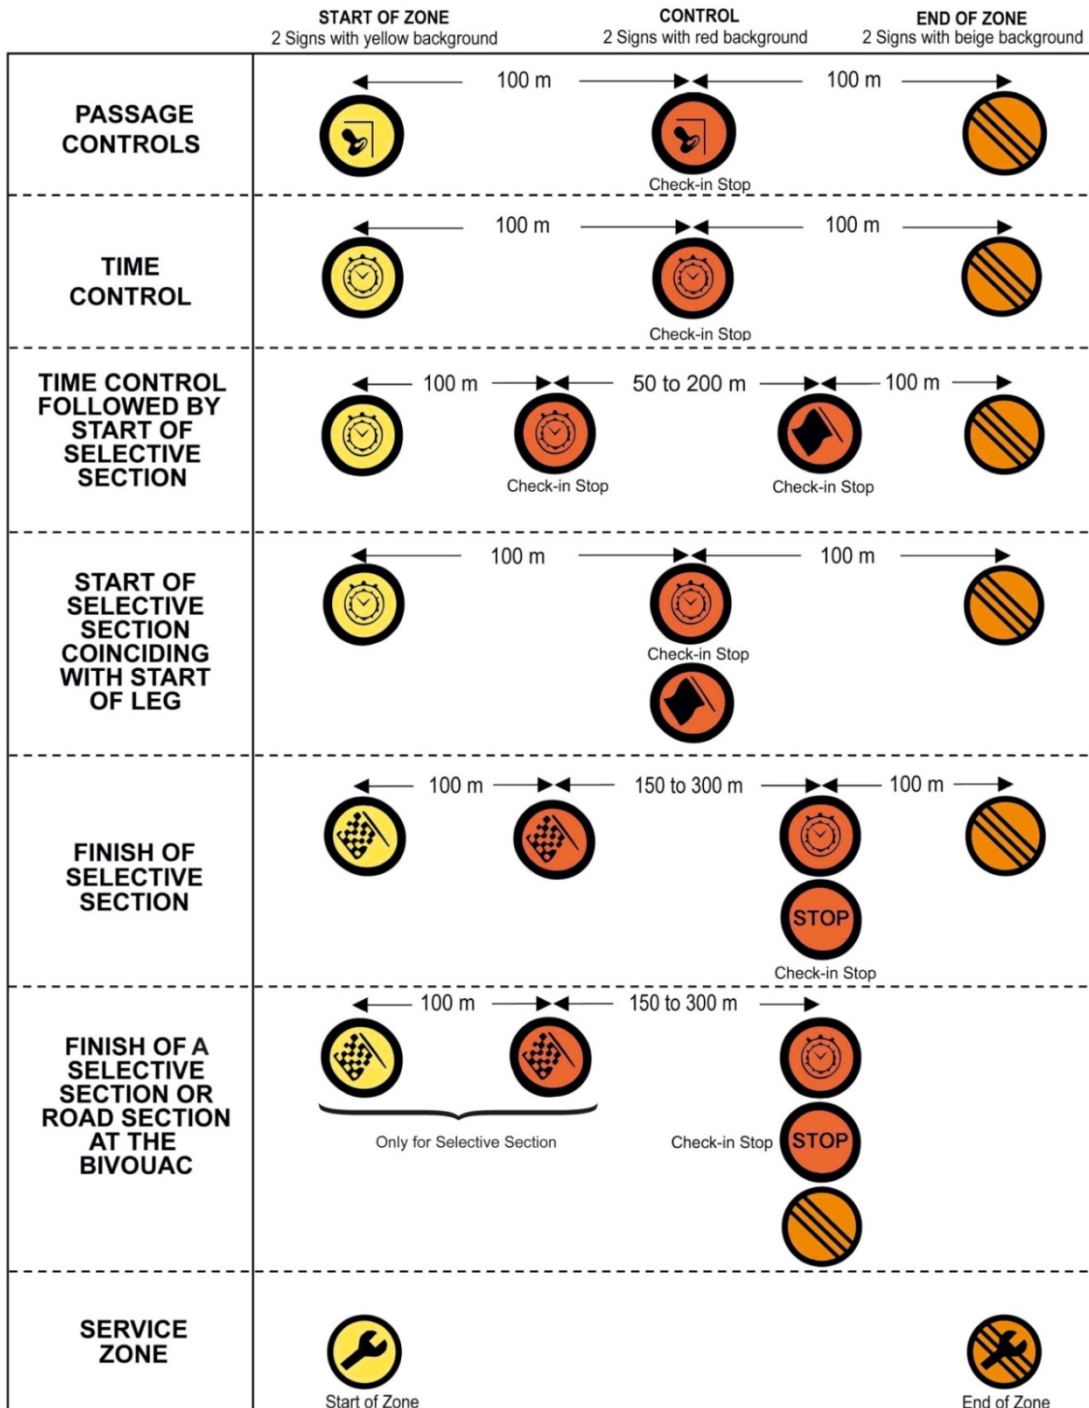 START OF ZONE
2 Signs with yellow background
CONTROL
2 Signs with red background
END OF ZONE
2 Signs with beige background
PASSAGE
CONTROLS
100 m
100 m
Check-in Stop
TIME
CONTROL
100 m
100 m
Check-in Stop
TIME CONTROL
FOLLOWED BY
START OF
SELECTIVE
SECTION
100 m
50 to 200 m
100 m
Check-in Stop
Check-in Stop
START OF
SELECTIVE
SECTION
COINCIDING
WITH START
OF LEG
100 m
100 m
Check-in Stop
FINISH OF
SELECTIVE
SECTION
100 m
150 to 300 m
100 m
STOP
Check-in Stop
FINISH OF A
SELECTIVE
SECTION OR
ROAD SECTION
AT THE
BIVOUAC
100 m
150 to 300 m
Only for Selective Section
Check-in Stop
STOP
SERVICE
ZONE
Start of Zone
End of Zone